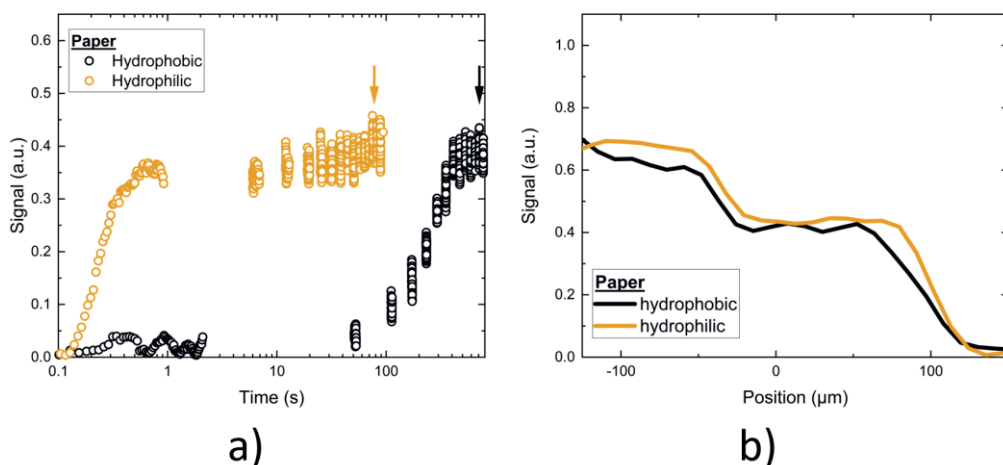 0.6
0.5
0.4
0.3
0.2
0.1
0.0
Signal (a.u.)
Paper
Hydrophobic
Hydrophilic
0.1
1
10
100
Time (s)
a)
1.0
0.8
0.6
0.4
0.2
0.0
Signal (a.u.)
Paper
hydrophobic
hydrophilic
-100
0
100
Position (µm)
b)